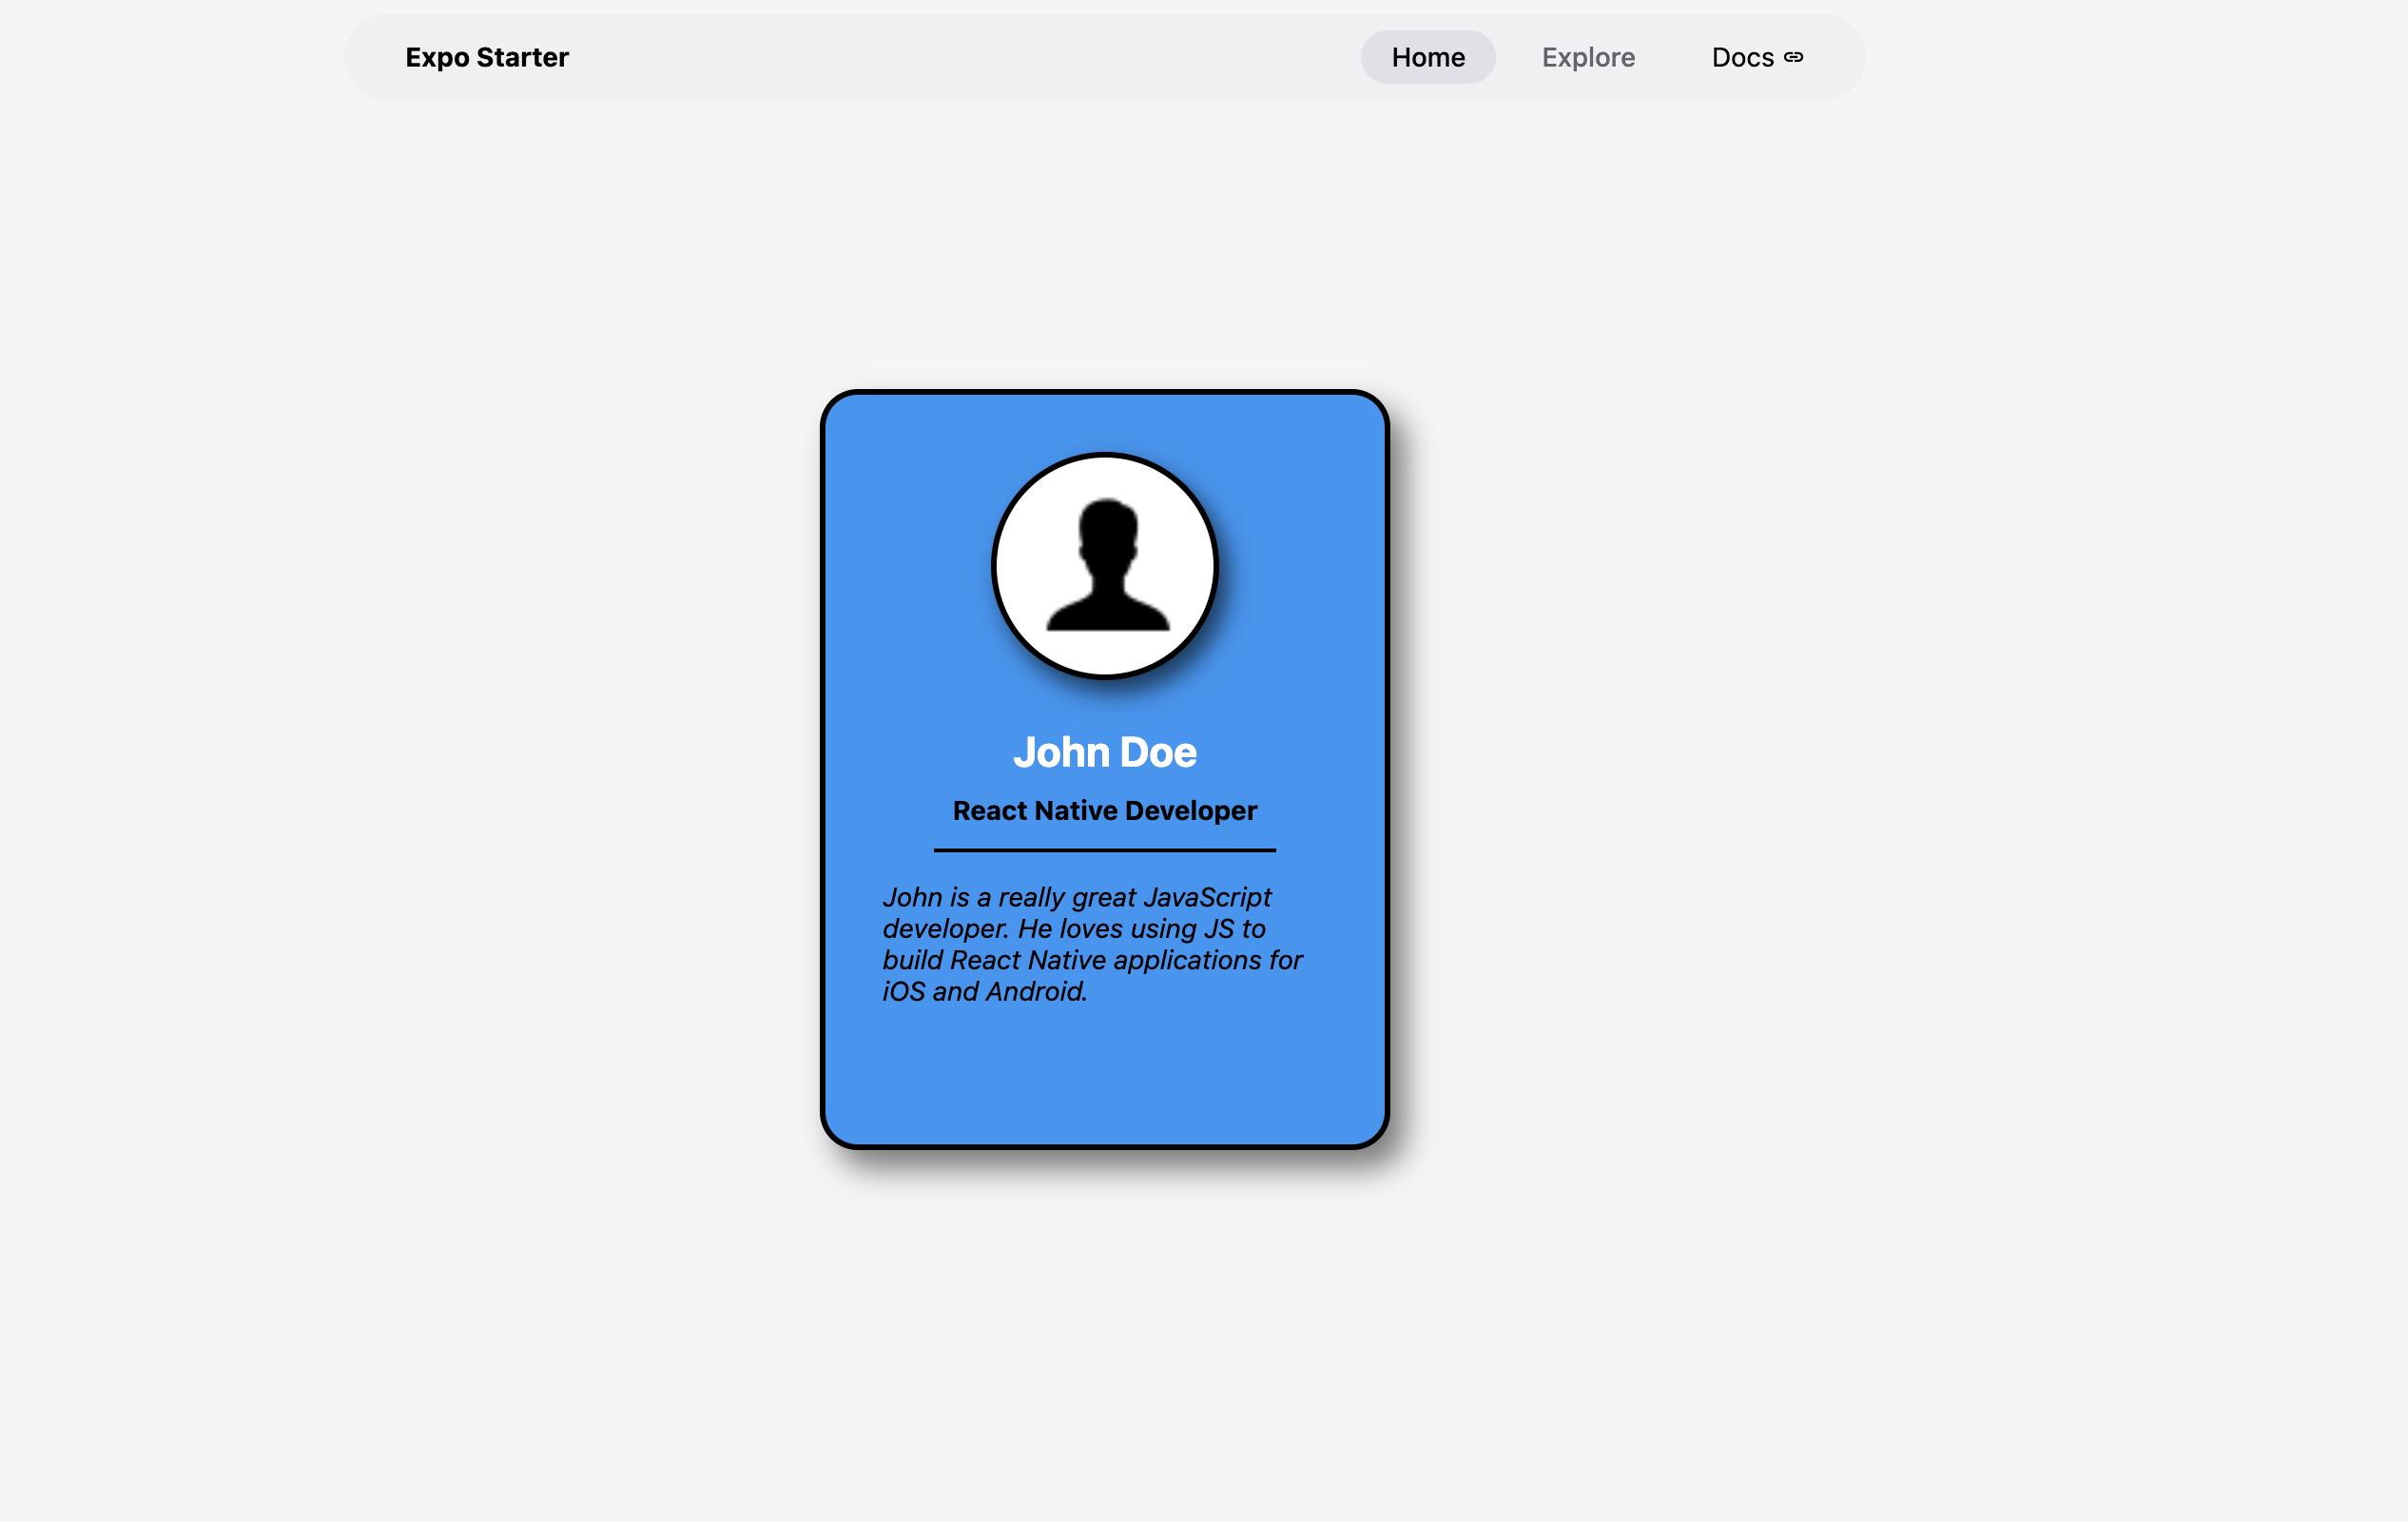 Expo Starter Home Explore Docs
John Doe
React Native Developer
John is a really great JavaScript
developer. He loves using JS to
build React Native applications for
iOS and Android.